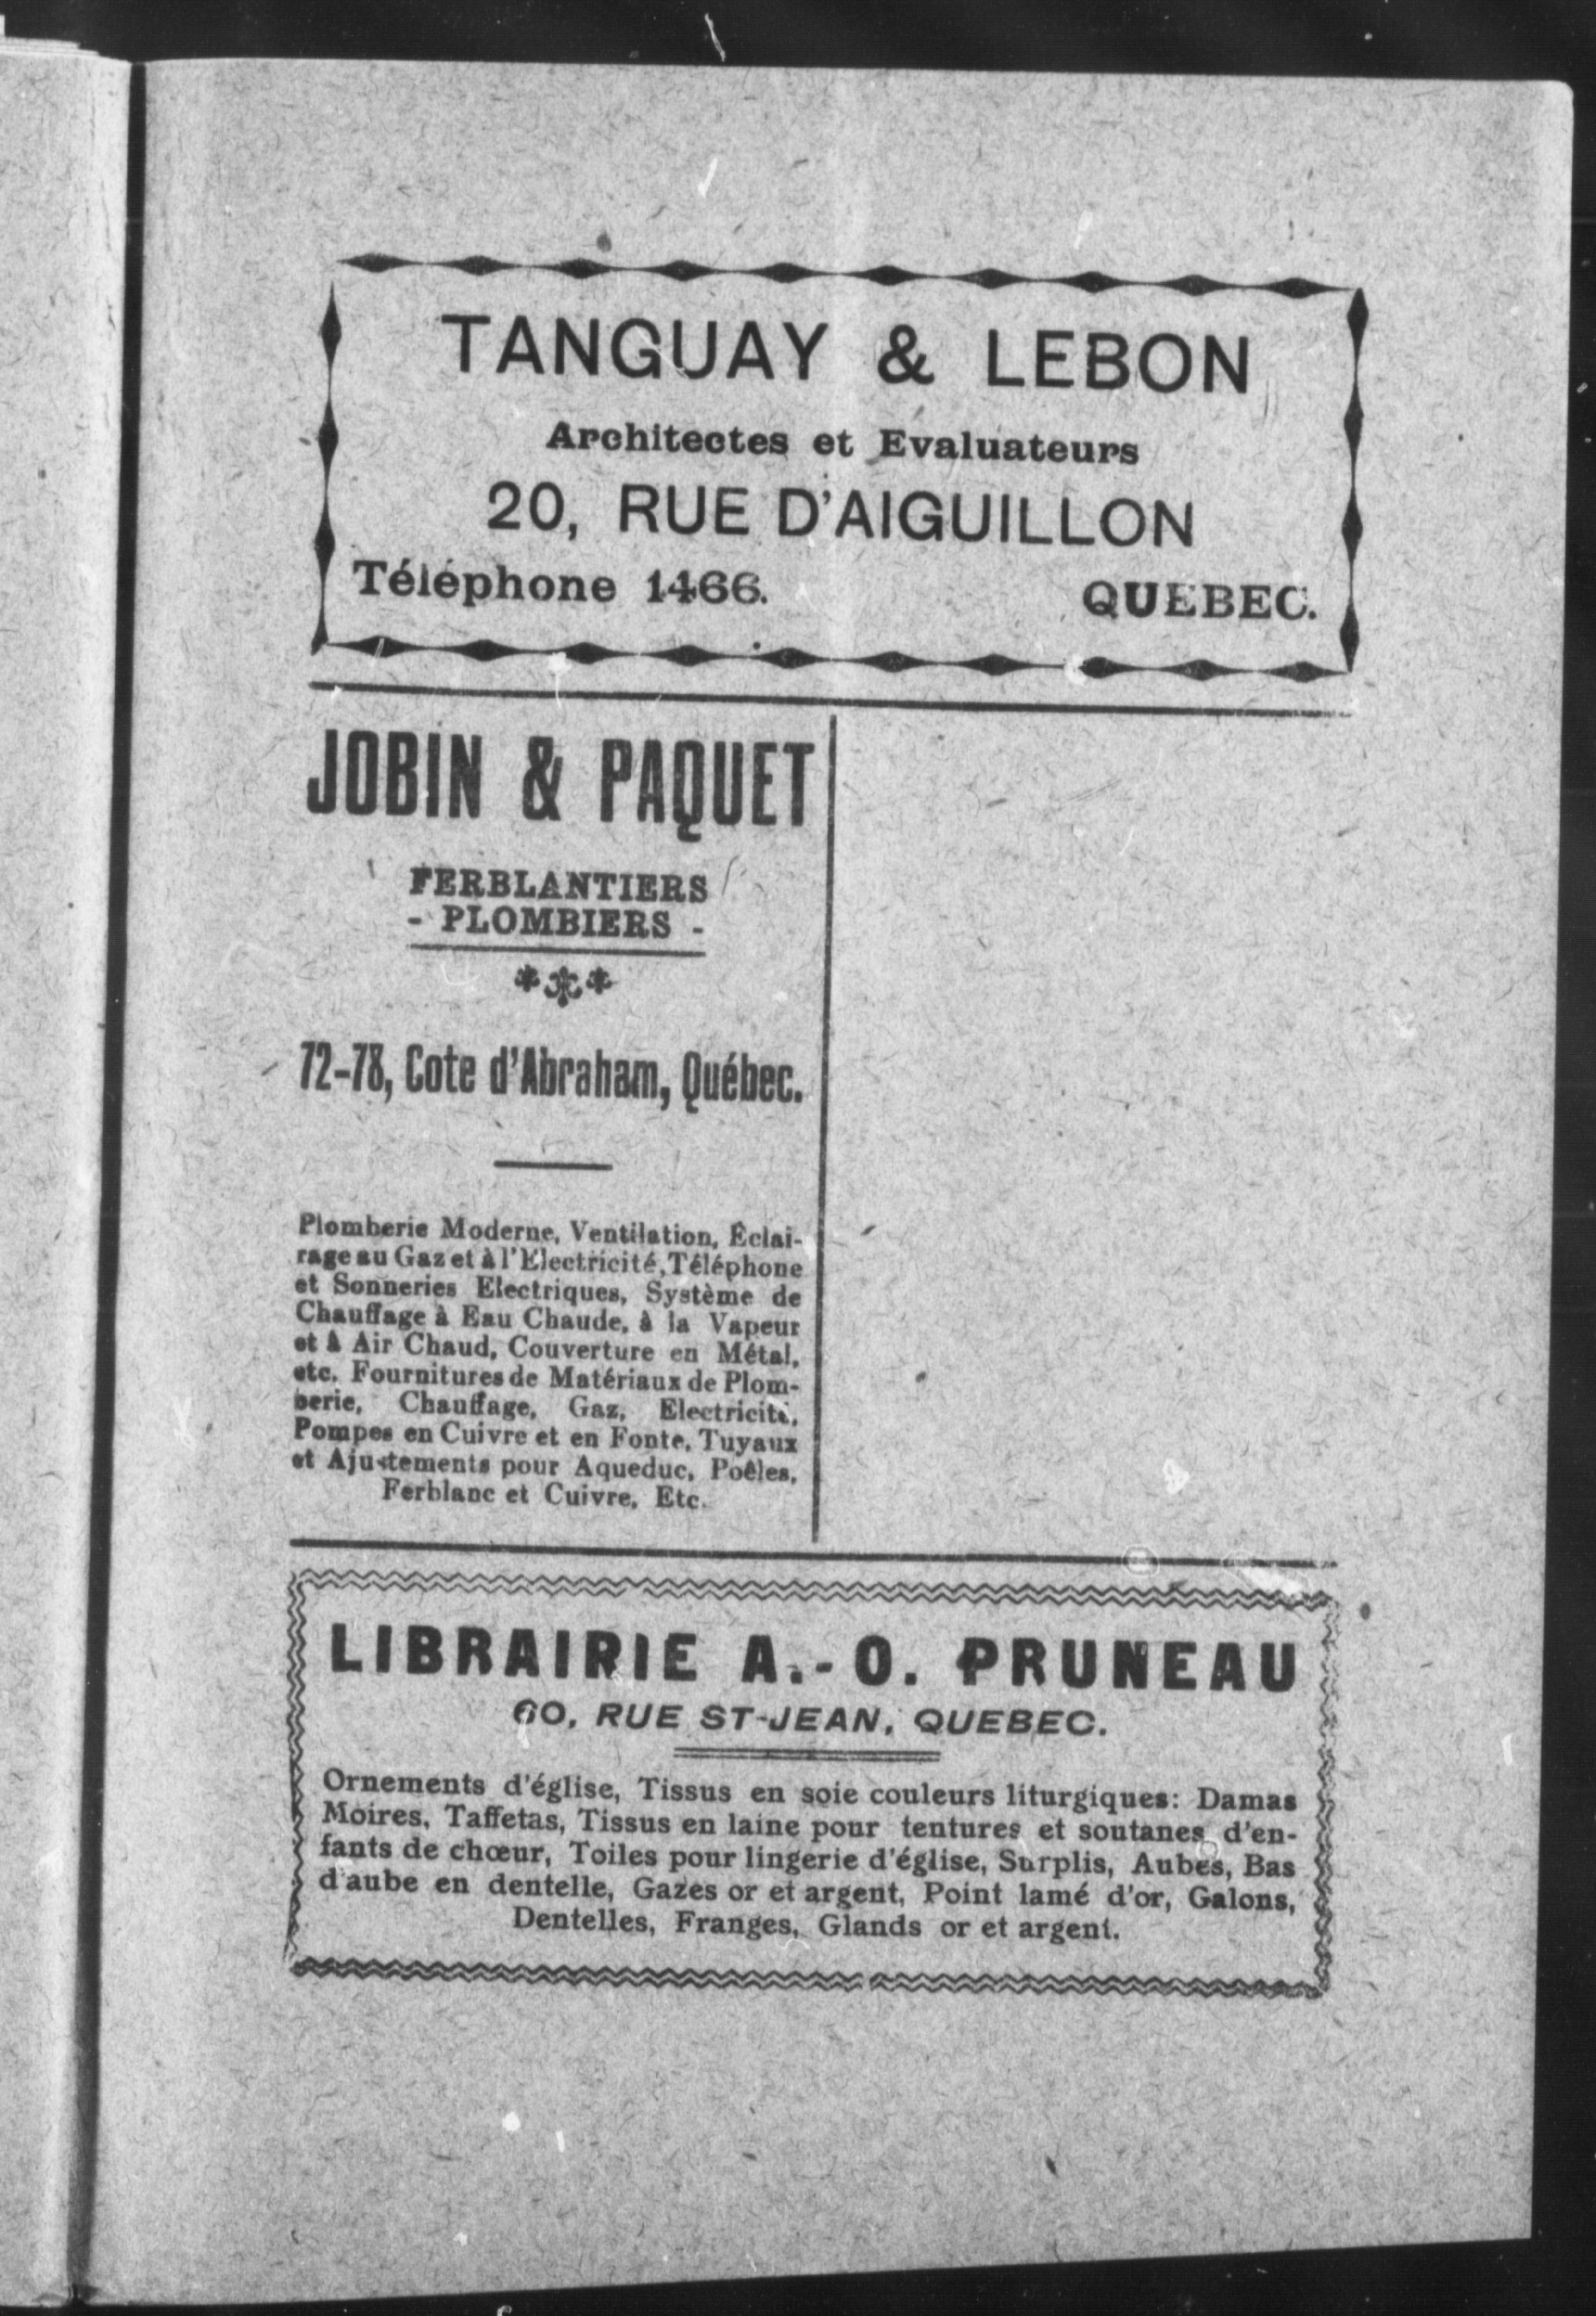 TANGUAY & LEBON
Architectes et Evaluateurs
20, RUE D'AIGUILLON
Téléphone 1466. QUEBEC.
JOBIN & PAQUET
FERBLANTIERS
- PLOMBIERS -
72-78, Cote d'Abraham, Québec.
Plomberie Moderne, Ventilation, Éclai-
rage au Gaz et à l'Electricité, Téléphone
et Sonneries Electriques, Système de
Chauffage à Eau Chaude, à la Vapeur
et à Air Chaud, Couverture en Métal,
etc. Fournitures de Matériaux de Plom-
berie, Chauffage, Gaz, Electricité,
Pompes en Cuivre et en Fonte, Tuyaux
et Ajustements pour Aqueduc, Poêles,
Ferblanc et Cuivre, Etc.
LIBRAIRIE A.-O. PRUNEAU
60, RUE ST-JEAN, QUEBEC.
Ornements d'église, Tissus en soie couleurs liturgiques: Damas
Moires, Taffetas, Tissus en laine pour tentures et soutanes d'en-
fants de chœur, Toiles pour lingerie d'église, Surplis, Aubes, Bas
d'aube en dentelle, Gazes or et argent, Point lamé d'or, Galons,
Dentelles, Franges, Glands or et argent.